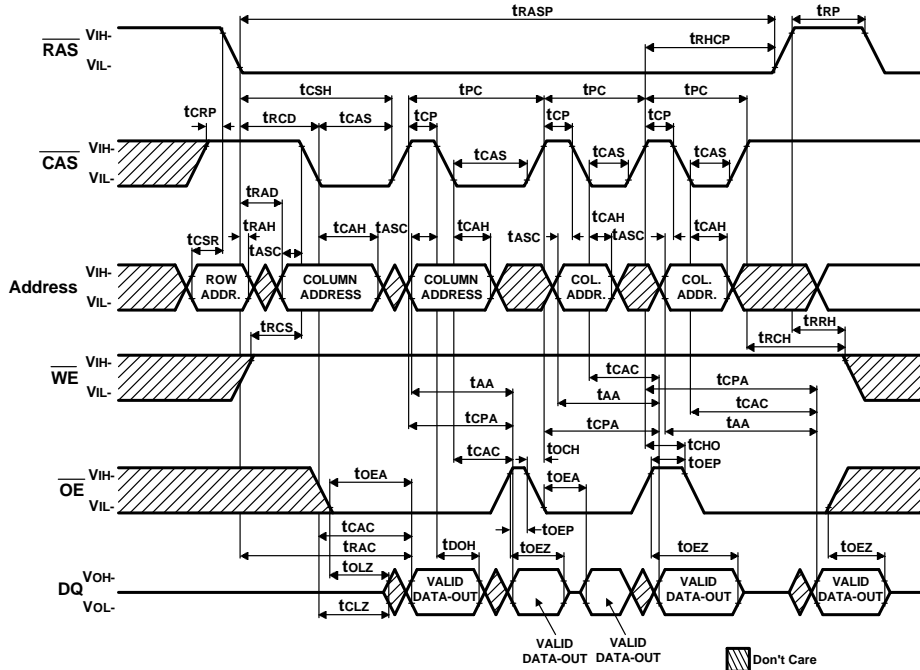 tRASP
tRP
RAS
VIH-
VIL-
tRHCP
tCSH
tPC
tPC
tPC
tCRP
tRCD
tCAS
tCP
tCP
tCP
CAS
VIH-
VIL-
tCAS
tCAS
tCAS
tRAD
tCSR
tRAH
tASC
tCAH
tASC
tCAH
tASC
tCAH
tASC
tCAH
Address
VIH-
VIL-
ROW
ADDR.
COLUMN
ADDRESS
COLUMN
ADDRESS
COL.
ADDR.
COL.
ADDR.
tRCS
tRRH
tRCH
WE
VIH-
VIL-
tCAC
tAA
tCPA
tAA
tCAC
tCPA
tCPA
tAA
tCAC
tOCH
tCHO
tOEP
OE
VIH-
VIL-
tOEA
tOEA
tOEP
tCAC
tRAC
tDOH
tOEZ
tOEZ
tOEZ
tOLZ
tCLZ
DQ
VOH-
VOL-
VALID
DATA-OUT
VALID
DATA-OUT
VALID
DATA-OUT
VALID
DATA-OUT
VALID
DATA-OUT
Don't Care